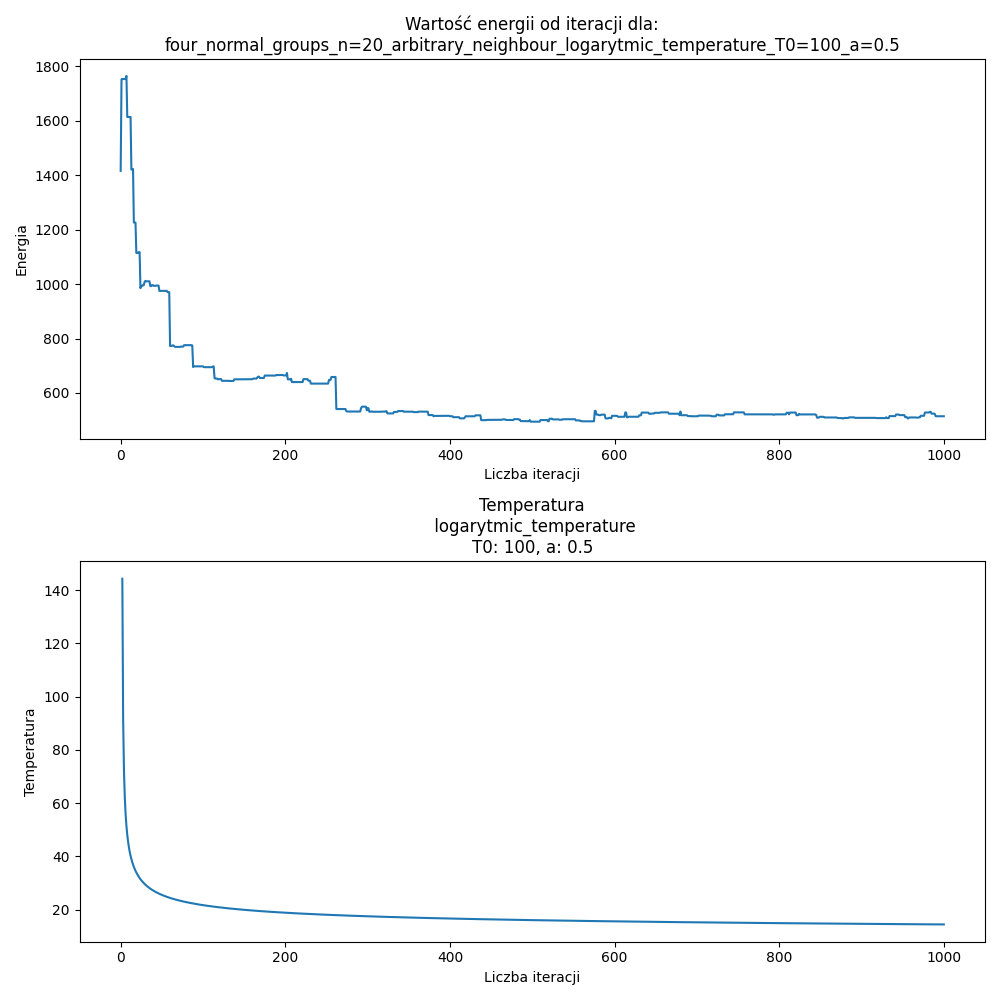 Wartość energii od iteracji dla:
four_normal_groups_n=20_arbitrary_neighbour_logarytmic_temperature_T0=100_a=0.5
1800
1600
1400
1200
1000
800
600
Energia
0 200 400 600 800 1000
Liczba iteracji
Temperatura
logarytmic_temperature
T0: 100, a: 0.5
140
120
100
80
60
40
20
Temperatura
0 200 400 600 800 1000
Liczba iteracji